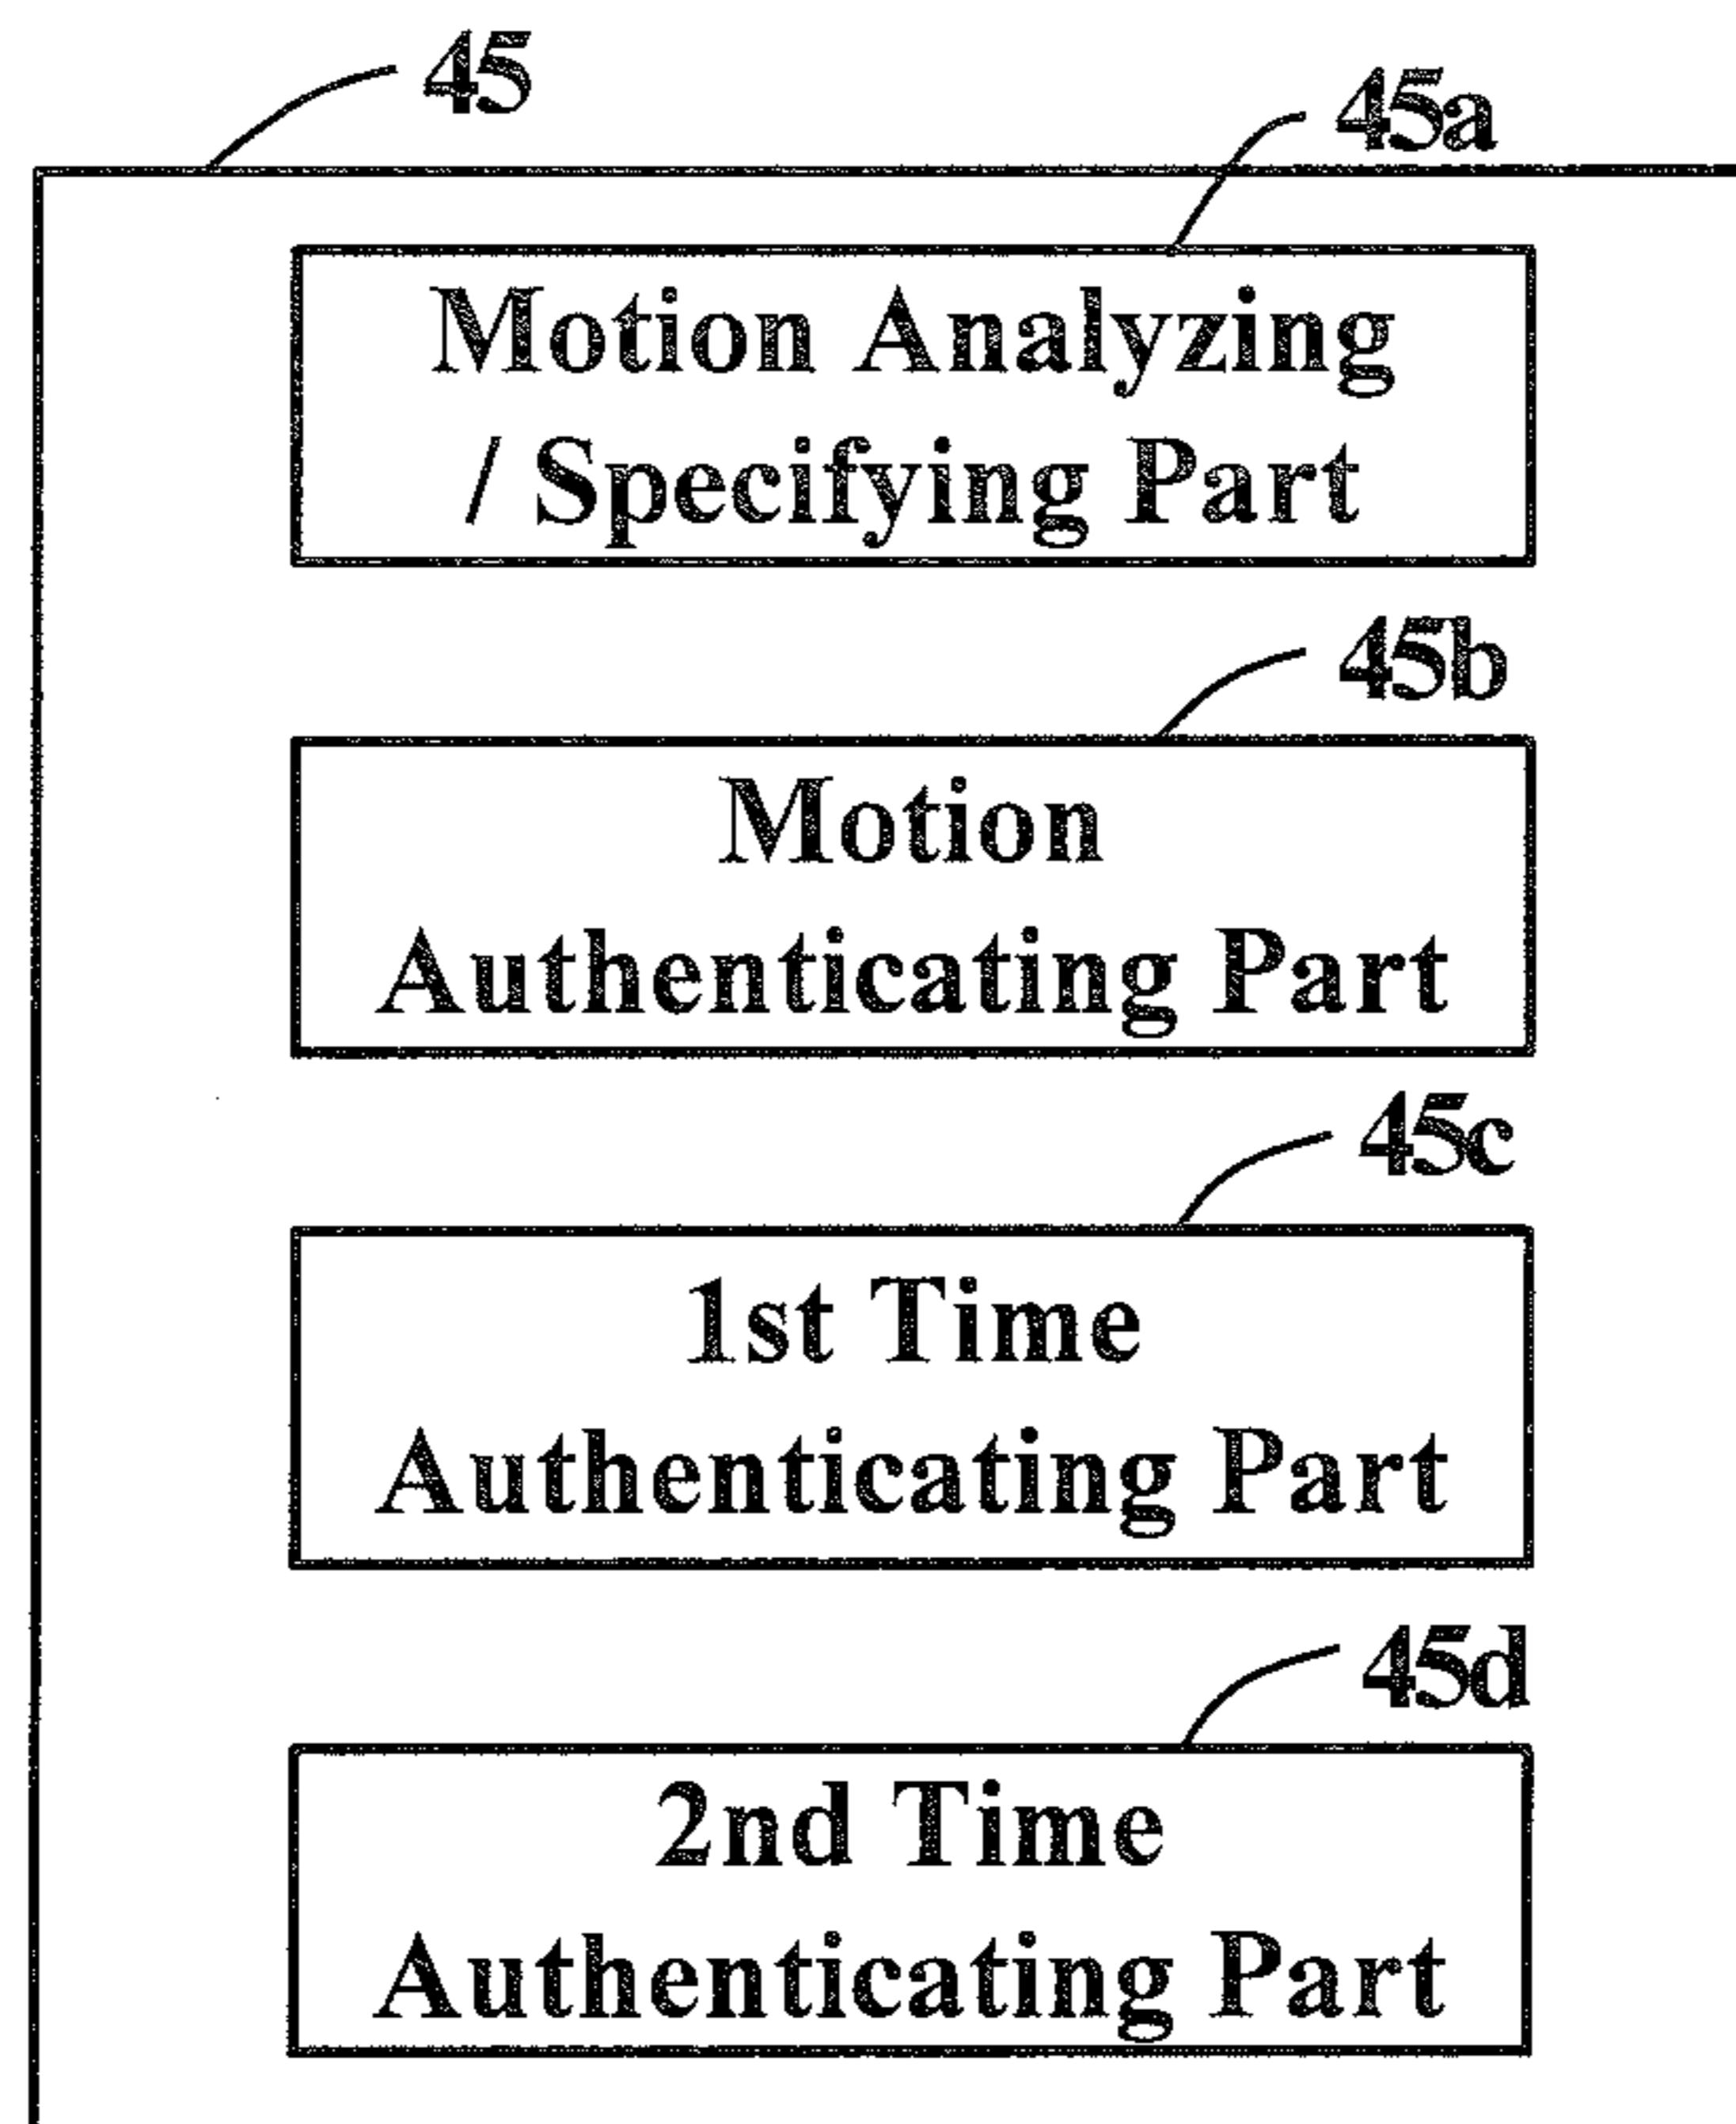 45
45a
Motion Analyzing
/ Specifying Part
45b
Motion
Authenticating Part
45c
1st Time
Authenticating Part
45d
2nd Time
Authenticating Part